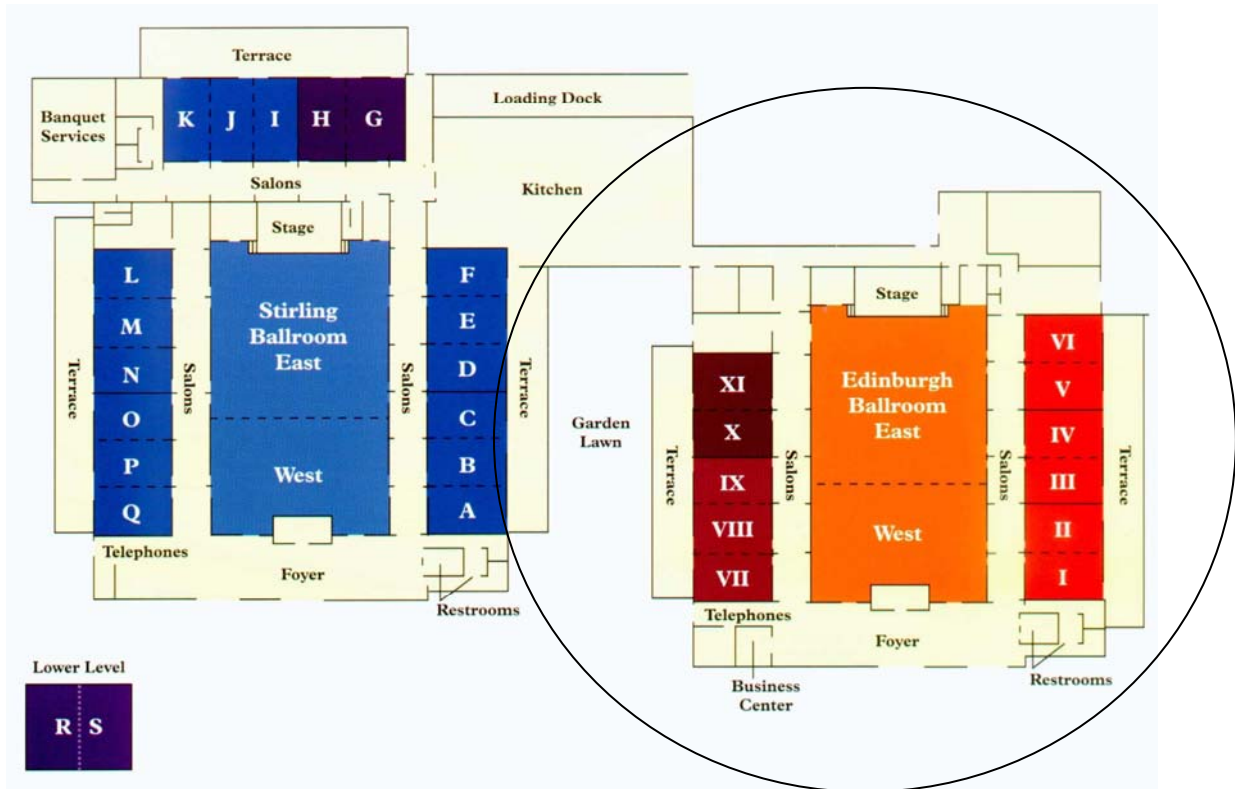 Terrace
Banquet
Services
K J I H G
Loading Dock
Salons
Kitchen
Stage
L
M
N
O
P
Q
Terrace
Salons
Stirling
Ballroom
East
West
Salons
F
E
D
C
B
A
Terrace
Telephones
Foyer
Restrooms
Garden
Lawn
Stage
Terrace
XI
X
IX
VIII
VII
Salons
Edinburgh
Ballroom
East
West
Salons
VI
V
IV
III
II
I
Terrace
Telephones
Foyer
Business
Center
Restrooms
Lower Level
R S